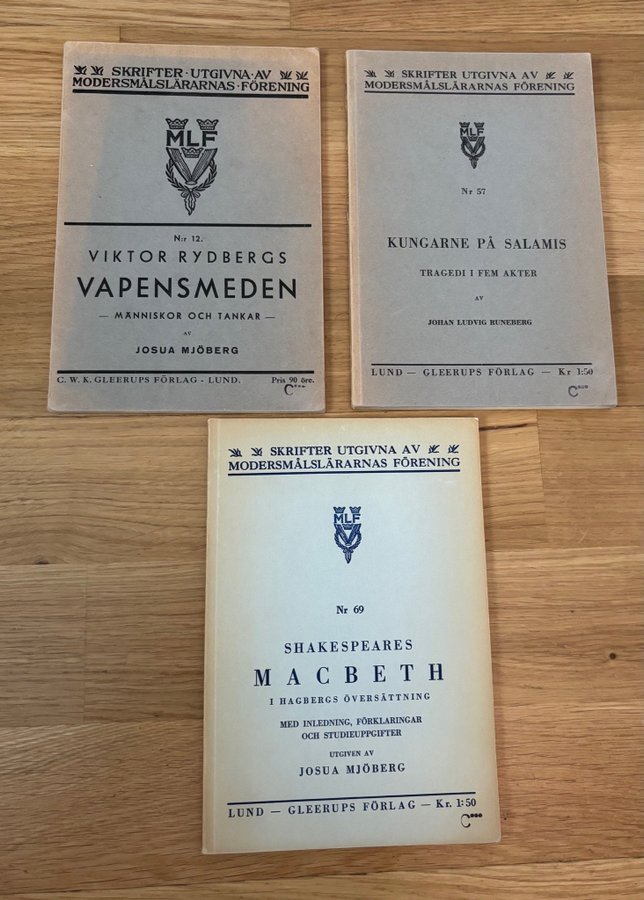 SKRIFTER · UTGIVNA · AV
MODERSMÅLSLÄRARNAS · FÖRENING
MLF
N:r 12.
VIKTOR RYDBERGS
VAPENSMEDEN
— MÄNNISKOR OCH TANKAR —
AV
JOSUA MJÖBERG
C. W. K. GLEERUPS FÖRLAG - LUND. Pris 90 öre.
SKRIFTER UTGIVNA AV
MODERSMÅLSLÄRARNAS FÖRENING
MLF
Nr 57
KUNGARNE PÅ SALAMIS
TRAGEDI I FEM AKTER
AV
JOHAN LUDVIG RUNEBERG
LUND — GLEERUPS FÖRLAG — Kr 1:50
SKRIFTER UTGIVNA AV
MODERSMÅLSLÄRARNAS FÖRENING
MLF
Nr 69
SHAKESPEARES
MACBETH
I HAGBERGS ÖVERSÄTTNING
MED INLEDNING, FÖRKLARINGAR
OCH STUDIEUPPGIFTER
UTGIVEN AV
JOSUA MJÖBERG
LUND — GLEERUPS FÖRLAG — Kr. 1:50